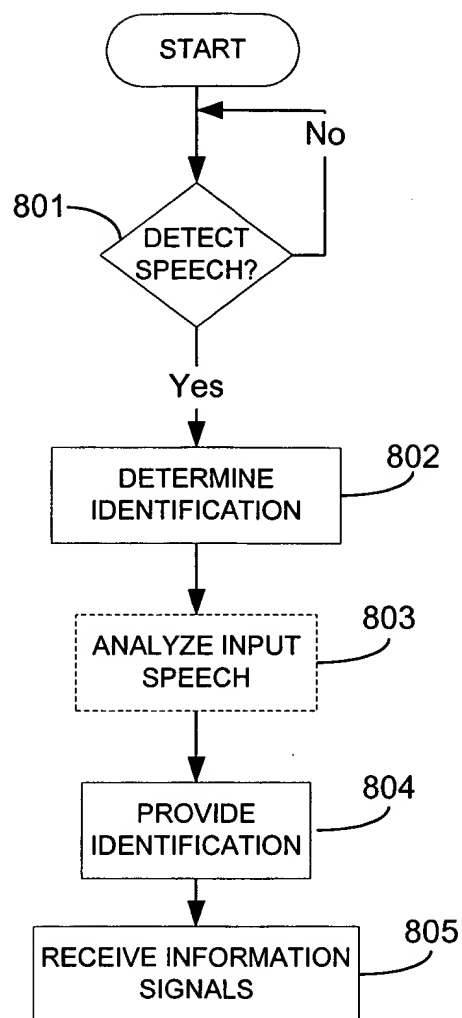 START
No
801
DETECT
SPEECH?
Yes
802
DETERMINE
IDENTIFICATION
803
ANALYZE INPUT
SPEECH
804
PROVIDE
IDENTIFICATION
805
RECEIVE INFORMATION
SIGNALS